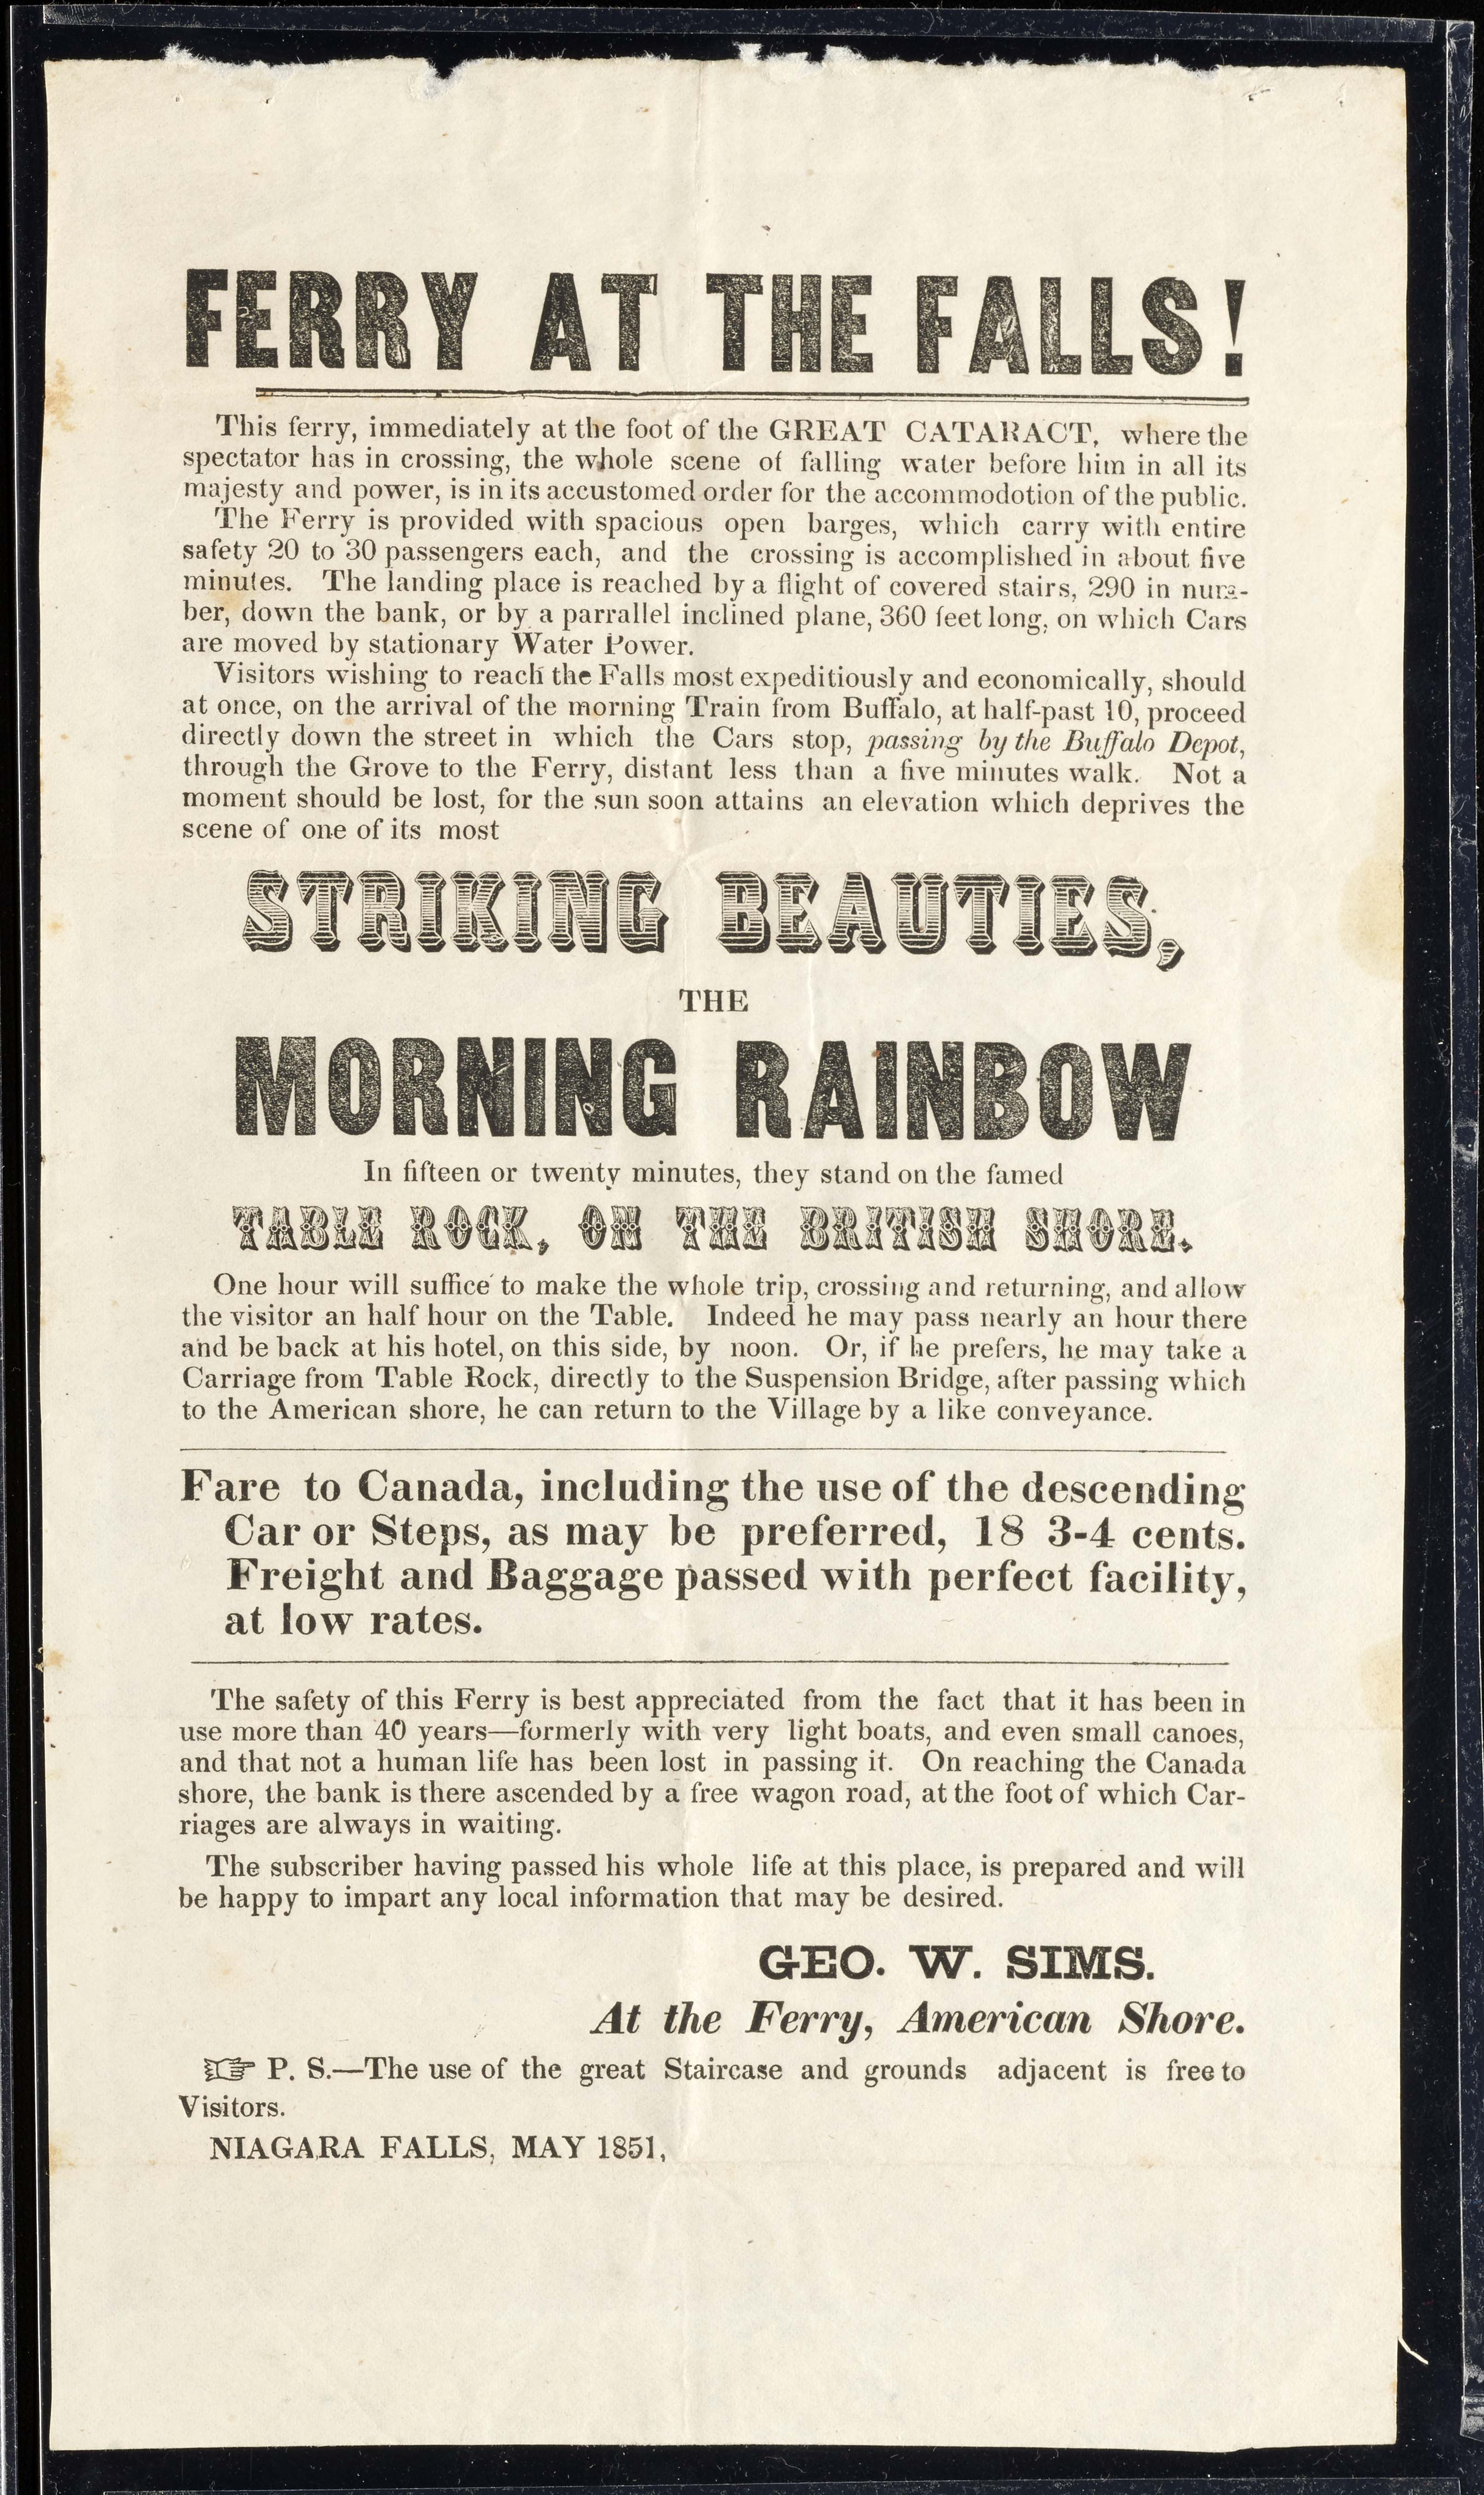 FERRY AT THE FALLS!
This ferry, immediately at the foot of the GREAT CATARACT, where the
spectator has in crossing, the whole scene of falling water before him in all its
majesty and power, is in its accustomed order for the accommodotion of the public.
The Ferry is provided with spacious open barges, which carry with entire
safety 20 to 30 passengers each, and the crossing is accomplished in about five
minutes. The landing place is reached by a flight of covered stairs, 290 in num-
ber, down the bank, or by a parrallel inclined plane, 360 feet long, on which Cars
are moved by stationary Water Power.
Visitors wishing to reach the Falls most expeditiously and economically, should
at once, on the arrival of the morning Train from Buffalo, at half-past 10, proceed
directly down the street in which the Cars stop, passing by the Buffalo Depot,
through the Grove to the Ferry, distant less than a five minutes walk. Not a
moment should be lost, for the sun soon attains an elevation which deprives the
scene of one of its most
STRIKING BEAUTIES,
THE
MORNING RAINBOW
In fifteen or twenty minutes, they stand on the famed
TABLE ROCK, ON THE BRITISH SHORE.
One hour will suffice to make the whole trip, crossing and returning, and allow
the visitor an half hour on the Table. Indeed he may pass nearly an hour there
and be back at his hotel, on this side, by noon. Or, if he prefers, he may take a
Carriage from Table Rock, directly to the Suspension Bridge, after passing which
to the American shore, he can return to the Village by a like conveyance.
Fare to Canada, including the use of the descending
Car or Steps, as may be preferred, 18 3-4 cents.
Freight and Baggage passed with perfect facility,
at low rates.
The safety of this Ferry is best appreciated from the fact that it has been in
use more than 40 years—formerly with very light boats, and even small canoes,
and that not a human life has been lost in passing it. On reaching the Canada
shore, the bank is there ascended by a free wagon road, at the foot of which Car-
riages are always in waiting.
The subscriber having passed his whole life at this place, is prepared and will
be happy to impart any local information that may be desired.
GEO. W. SIMS.
At the Ferry, American Shore.
☞ P. S.—The use of the great Staircase and grounds adjacent is free to
Visitors.
NIAGARA FALLS, MAY 1851,